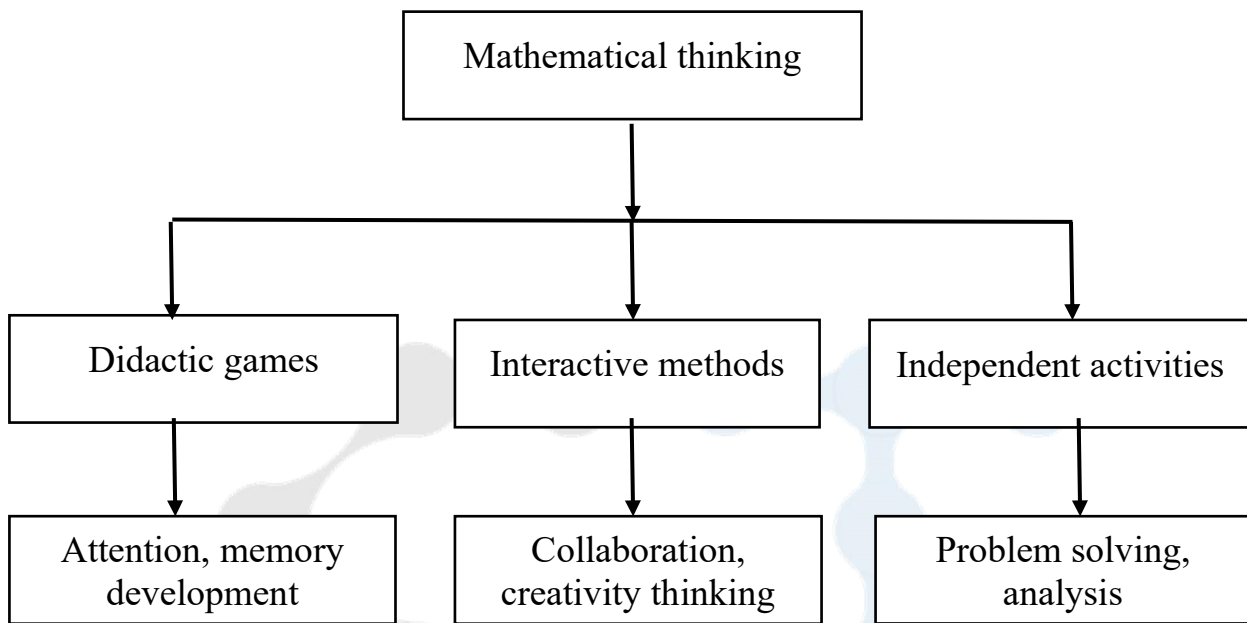 Mathematical thinking
Didactic games
Interactive methods
Independent activities
Attention, memory
development
Collaboration,
creativity thinking
Problem solving,
analysis